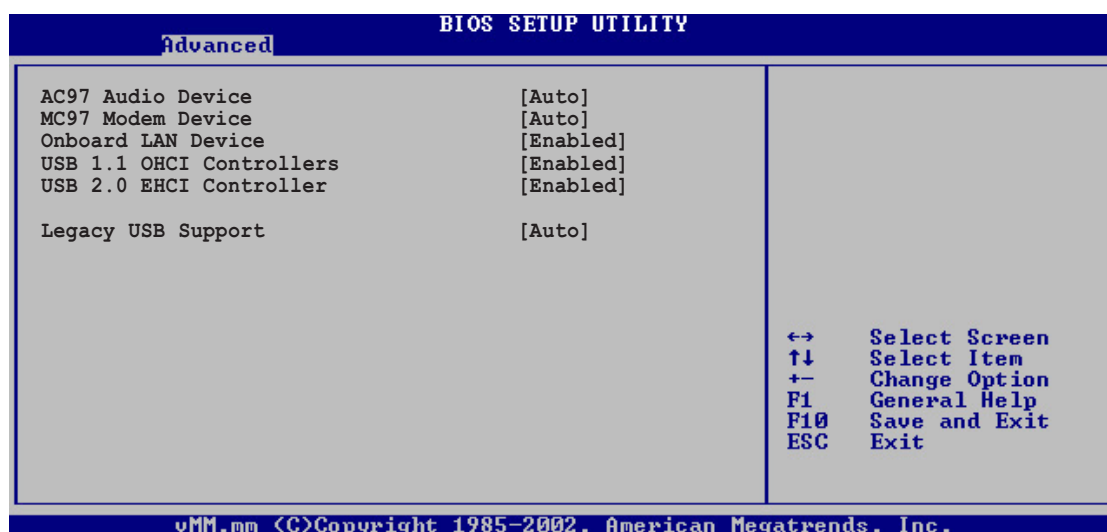 BIOS SETUP UTILITY
Advanced
AC97 Audio Device [Auto]
MC97 Modem Device [Auto]
Onboard LAN Device [Enabled]
USB 1.1 OHCI Controllers [Enabled]
USB 2.0 EHCI Controller [Enabled]
Legacy USB Support [Auto]
←→ Select Screen
↑↓ Select Item
+- Change Option
F1 General Help
F10 Save and Exit
ESC Exit
vMM.mm (C)Copyright 1985-2002, American Megatrends, Inc.